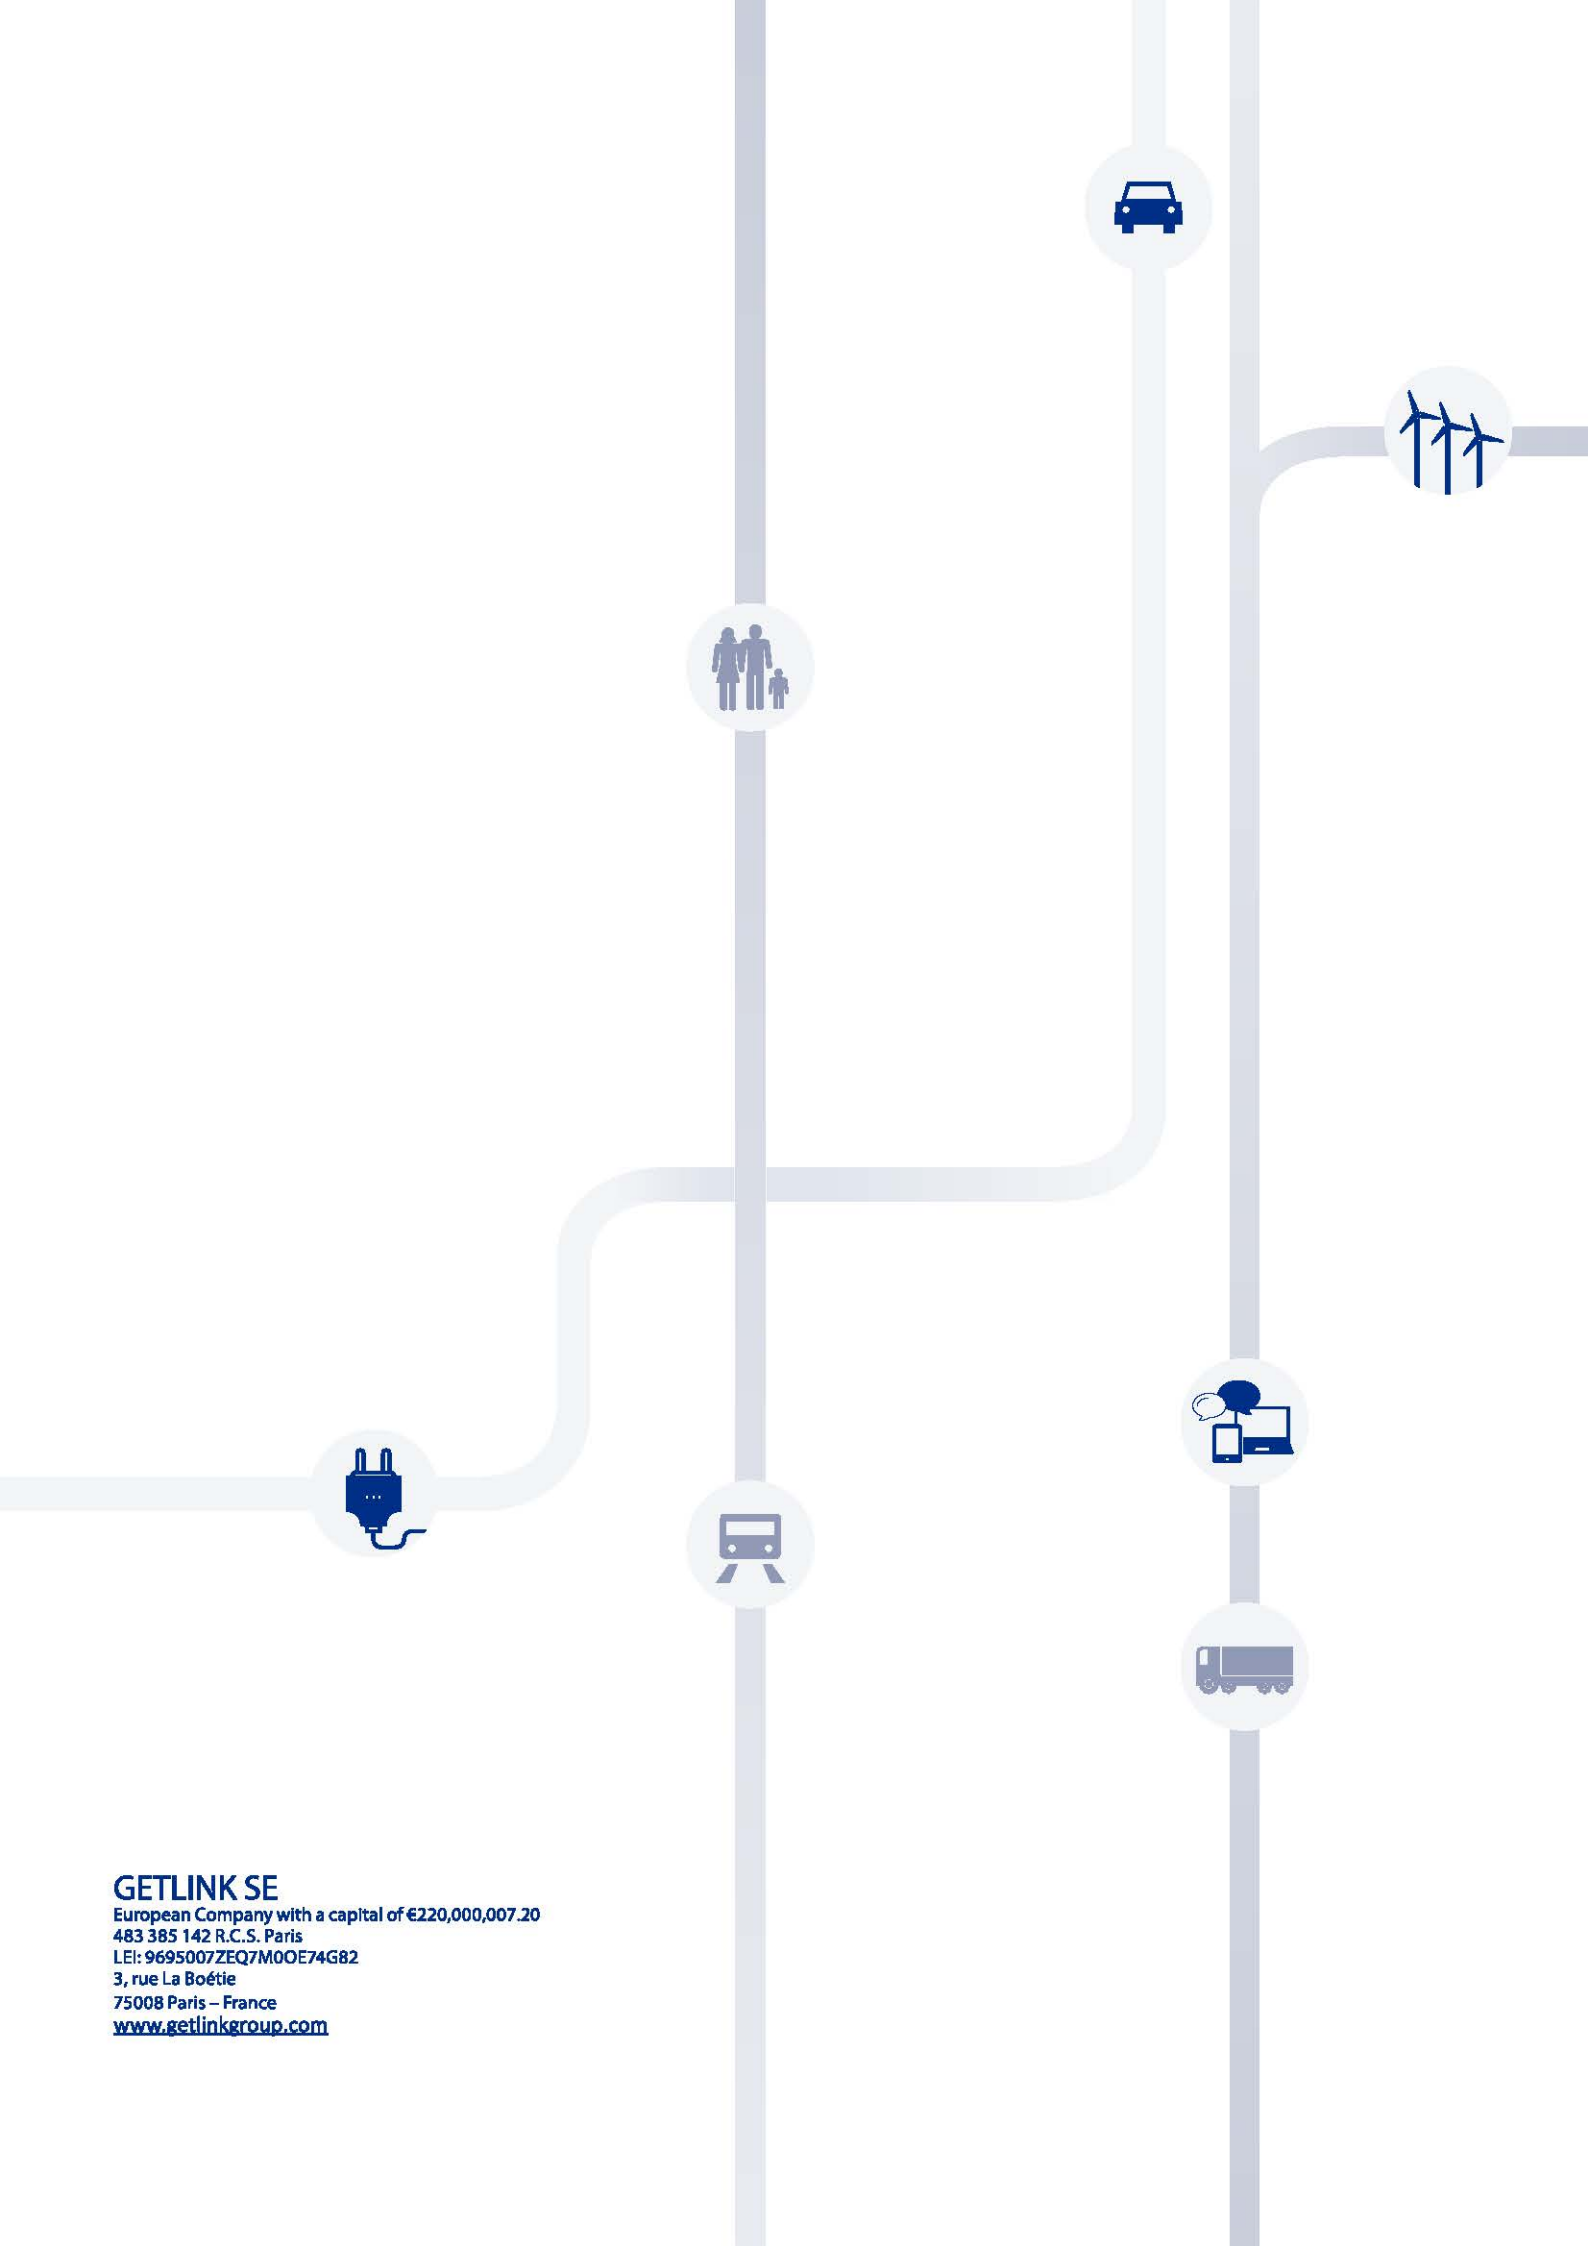 GETLINK SE
European Company with a capital of €220,000,007.20
483 385 142 R.C.S. Paris
LEI: 9695007ZEQ7M0OE74G82
3, rue La Boétie
75008 Paris – France
www.getlinkgroup.com